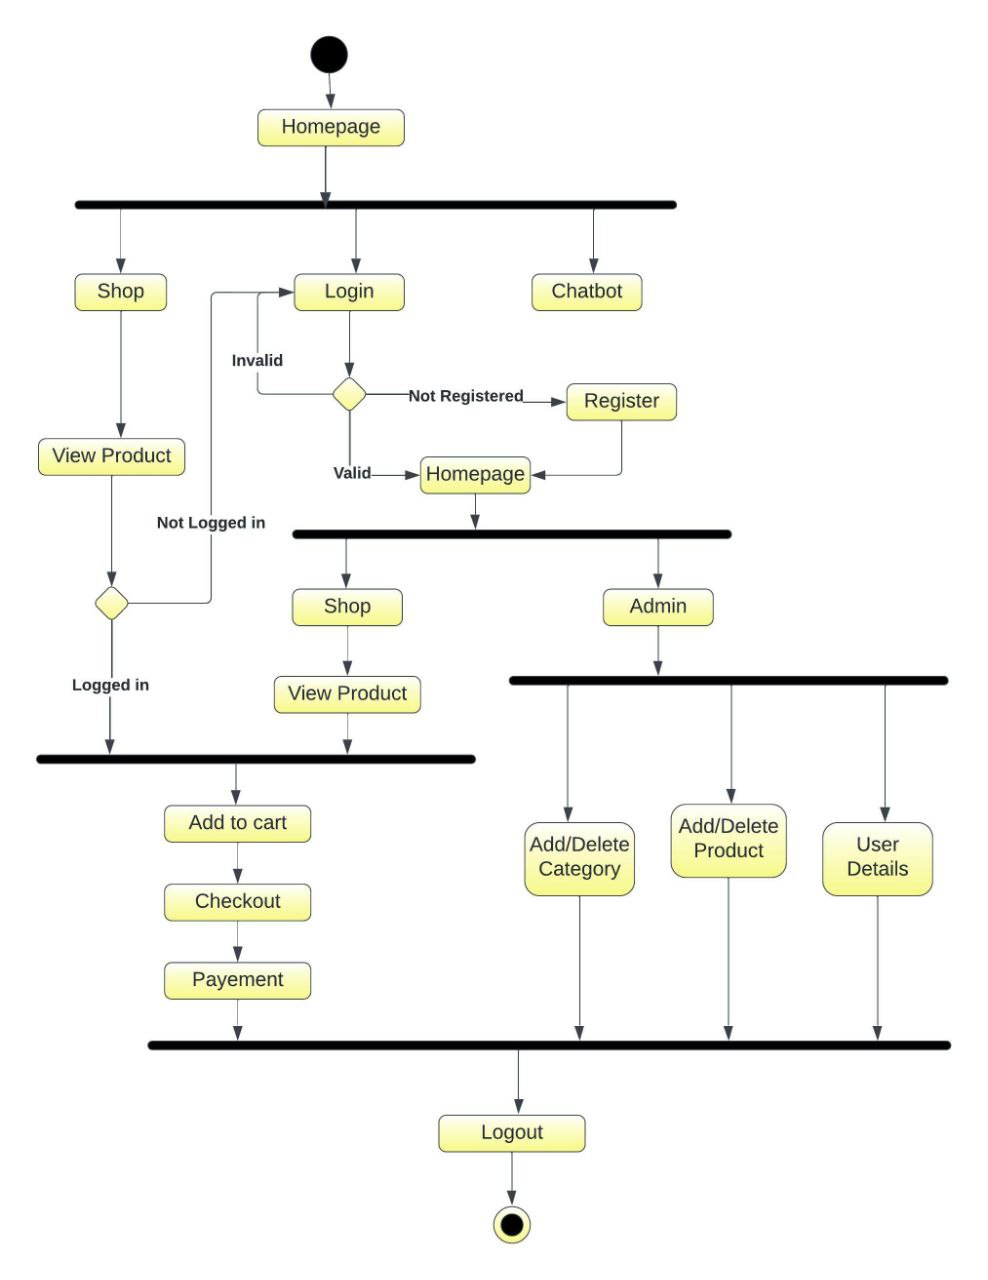 Homepage
Shop
Login
Chatbot
Invalid
Not Registered
Register
View Product
Valid
Homepage
Not Logged in
Shop
Admin
Logged in
View Product
Add to cart
Add/Delete
Category
Add/Delete
Product
User
Details
Checkout
Payement
Logout